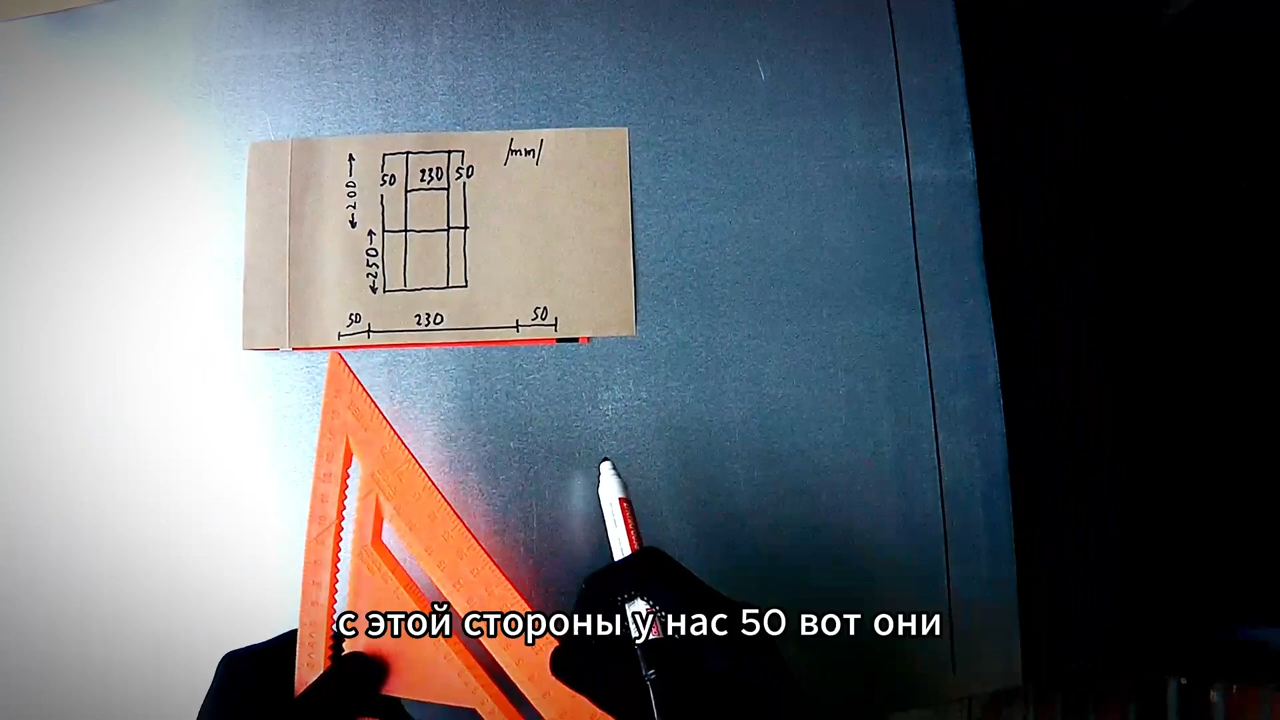 /mm/
50 230 50
200
250
50 230 50
с этой стороны у нас 50 вот они